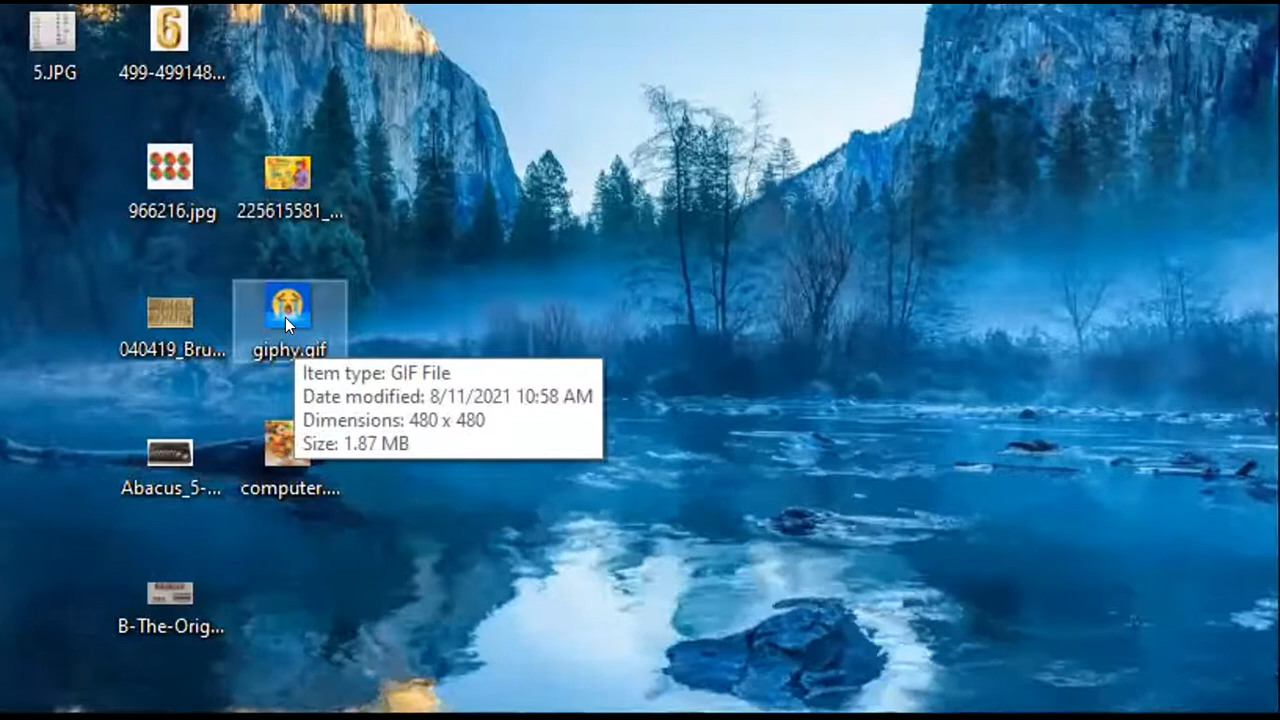 5.JPG
499-499148...
6
966216.jpg
225615581_...
040419_Bru...
giphy.gif
Item type: GIF File
Date modified: 8/11/2021 10:58 AM
Dimensions: 480 x 480
Size: 1.87 MB
Abacus_5-...
computer....
B-The-Orig...